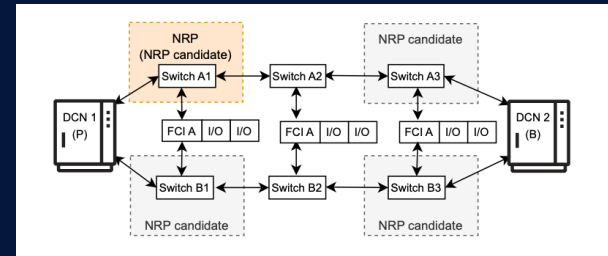 NRP
(NRP candidate)
NRP candidate
Switch A1
Switch A2
Switch A3
DCN 1
(P)
DCN 2
(B)
FCI A I/O I/O
FCI A I/O I/O
FCI A I/O I/O
Switch B1
Switch B2
Switch B3
NRP candidate
NRP candidate